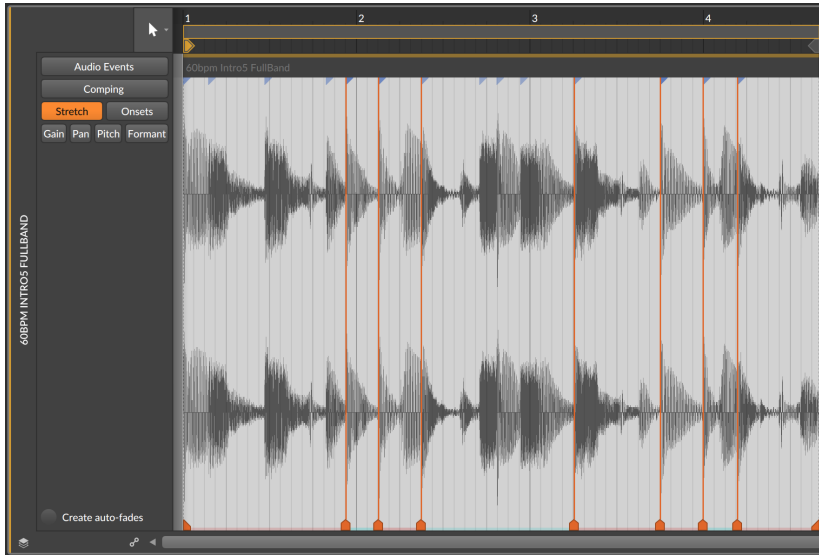 1 2 3 4
60bpm Intro5 FullBand
Audio Events
Comping
Stretch Onsets
Gain Pan Pitch Formant
60BPM INTRO5 FULLBAND
Create auto-fades